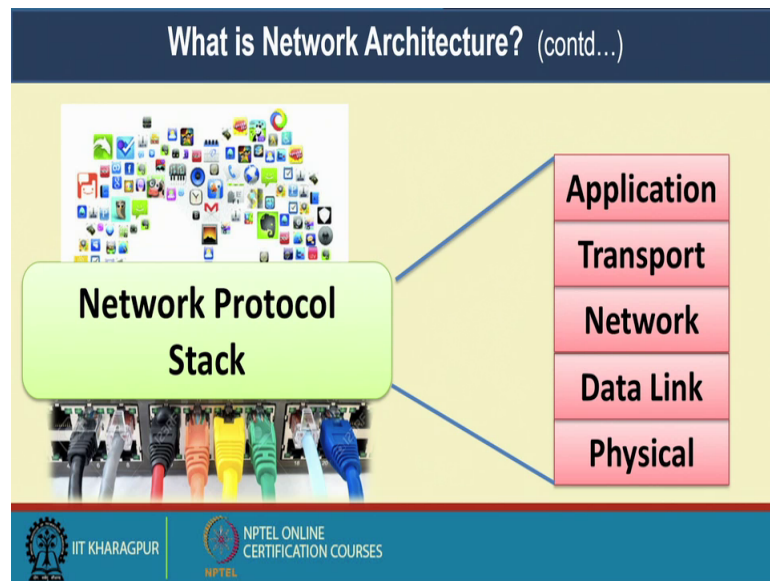 What is Network Architecture? (contd...)
Network Protocol
Stack
Application
Transport
Network
Data Link
Physical
IIT KHARAGPUR
NPTEL
NPTEL ONLINE
CERTIFICATION COURSES